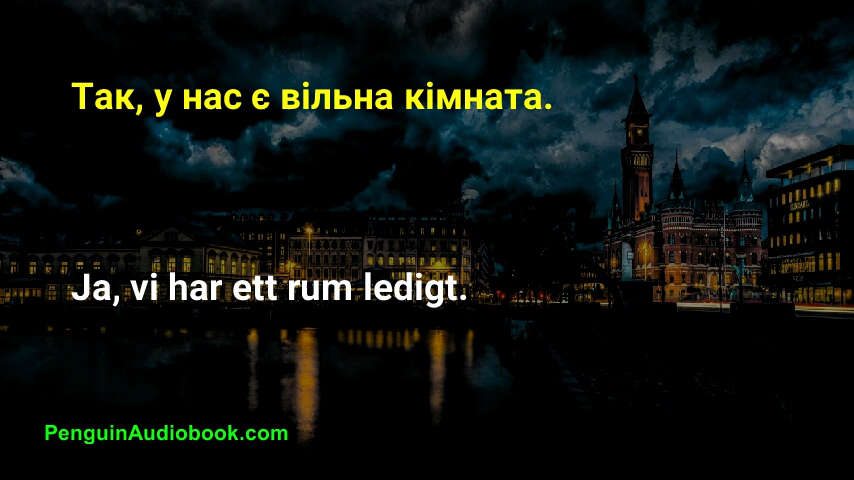 Так, у нас є вільна кімната.
Ja, vi har ett rum ledigt.
PenguinAudiobook.com